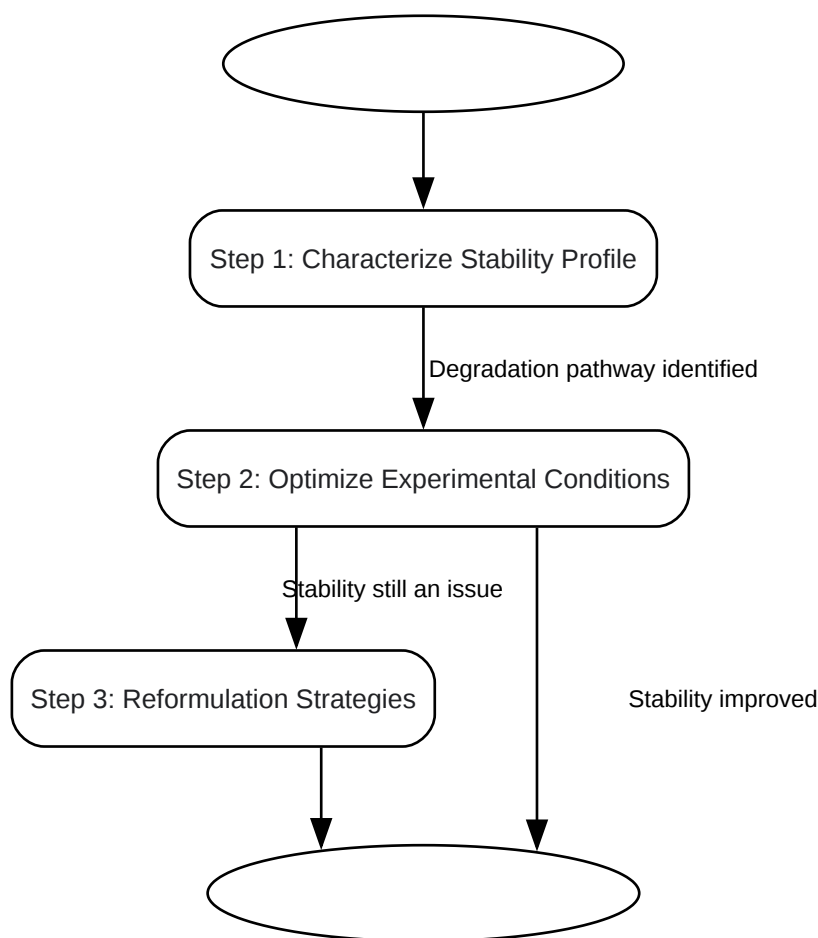 Step 1: Characterize Stability Profile
Degradation pathway identified
Step 2: Optimize Experimental Conditions
Stability still an issue
Step 3: Reformulation Strategies
Stability improved